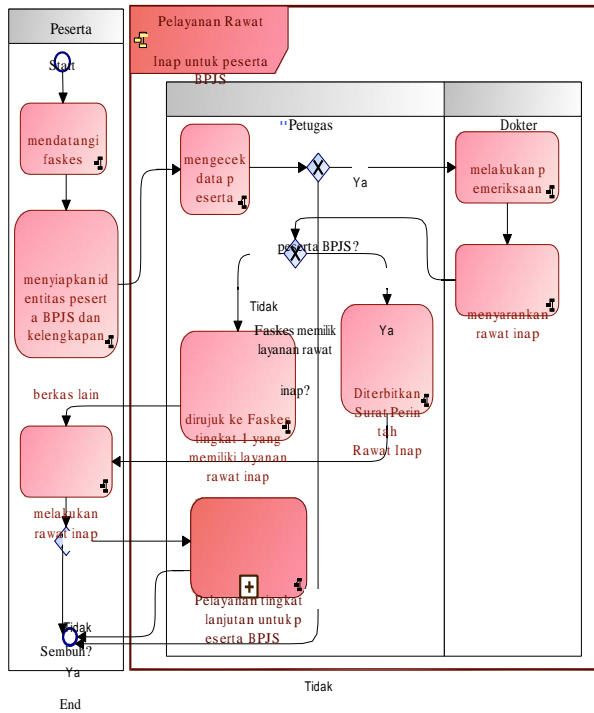 Peserta
Start
mendatangi
faskes
menyiapkan id
entitas pesert
a BPJS dan
kelengkapan
berkas lain
melakukan
rawat inap
Tidak
Sembuh?
Ya
End
Pelayanan Rawat
Inap untuk peserta
BPJS
"Petugas
mengecek
data p
eserta
Ya
peserta BPJS?
Tidak
Faskes memilik
layanan rawat
inap?
Ya
dirujuk ke Faskes
tingkat 1 yang
memiliki layanan
rawat inap
Diterbitkan
Surat Perin
tah
Rawat Inap
Pelayanan tingkat
lanjutan untuk p
eserta BPJS
Tidak
Dokter
melakukan p
emeriksaan
menyarankan
rawat inap